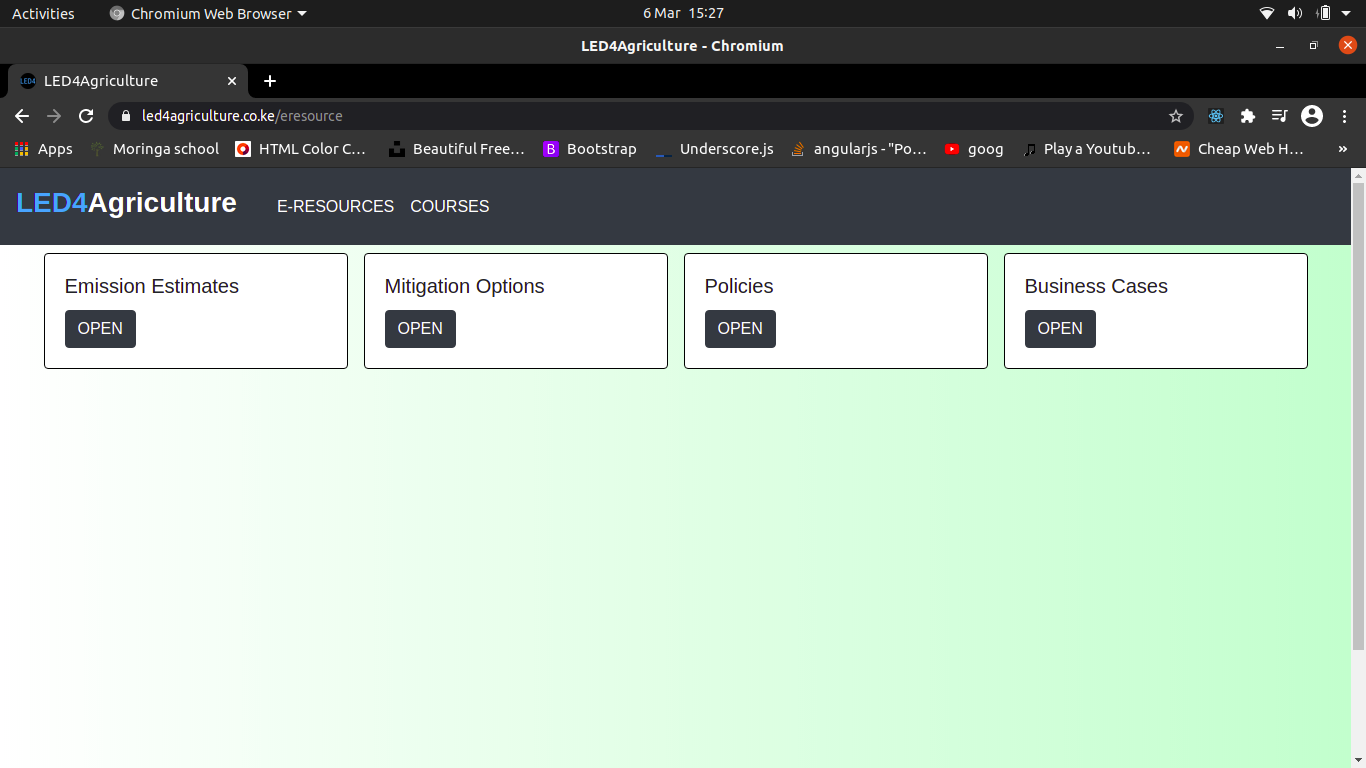 Activities Chromium Web Browser 6 Mar 15:27
LED4Agriculture - Chromium
LED4 LED4Agriculture
led4agriculture.co.ke/eresource
Apps Moringa school HTML Color C… Beautiful Free… Bootstrap Underscore.js angularjs - "Po… goog Play a Youtub… Cheap Web H… »
LED4Agriculture E-RESOURCES COURSES
Emission Estimates Mitigation Options Policies Business Cases
OPEN OPEN OPEN OPEN